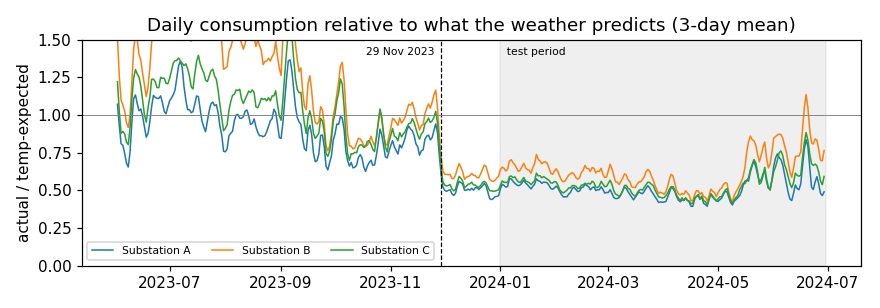 Daily consumption relative to what the weather predicts (3-day mean)
actual / temp-expected
1.50
1.25
1.00
0.75
0.50
0.25
0.00
29 Nov 2023
test period
Substation A
Substation B
Substation C
2023-07
2023-09
2023-11
2024-01
2024-03
2024-05
2024-07